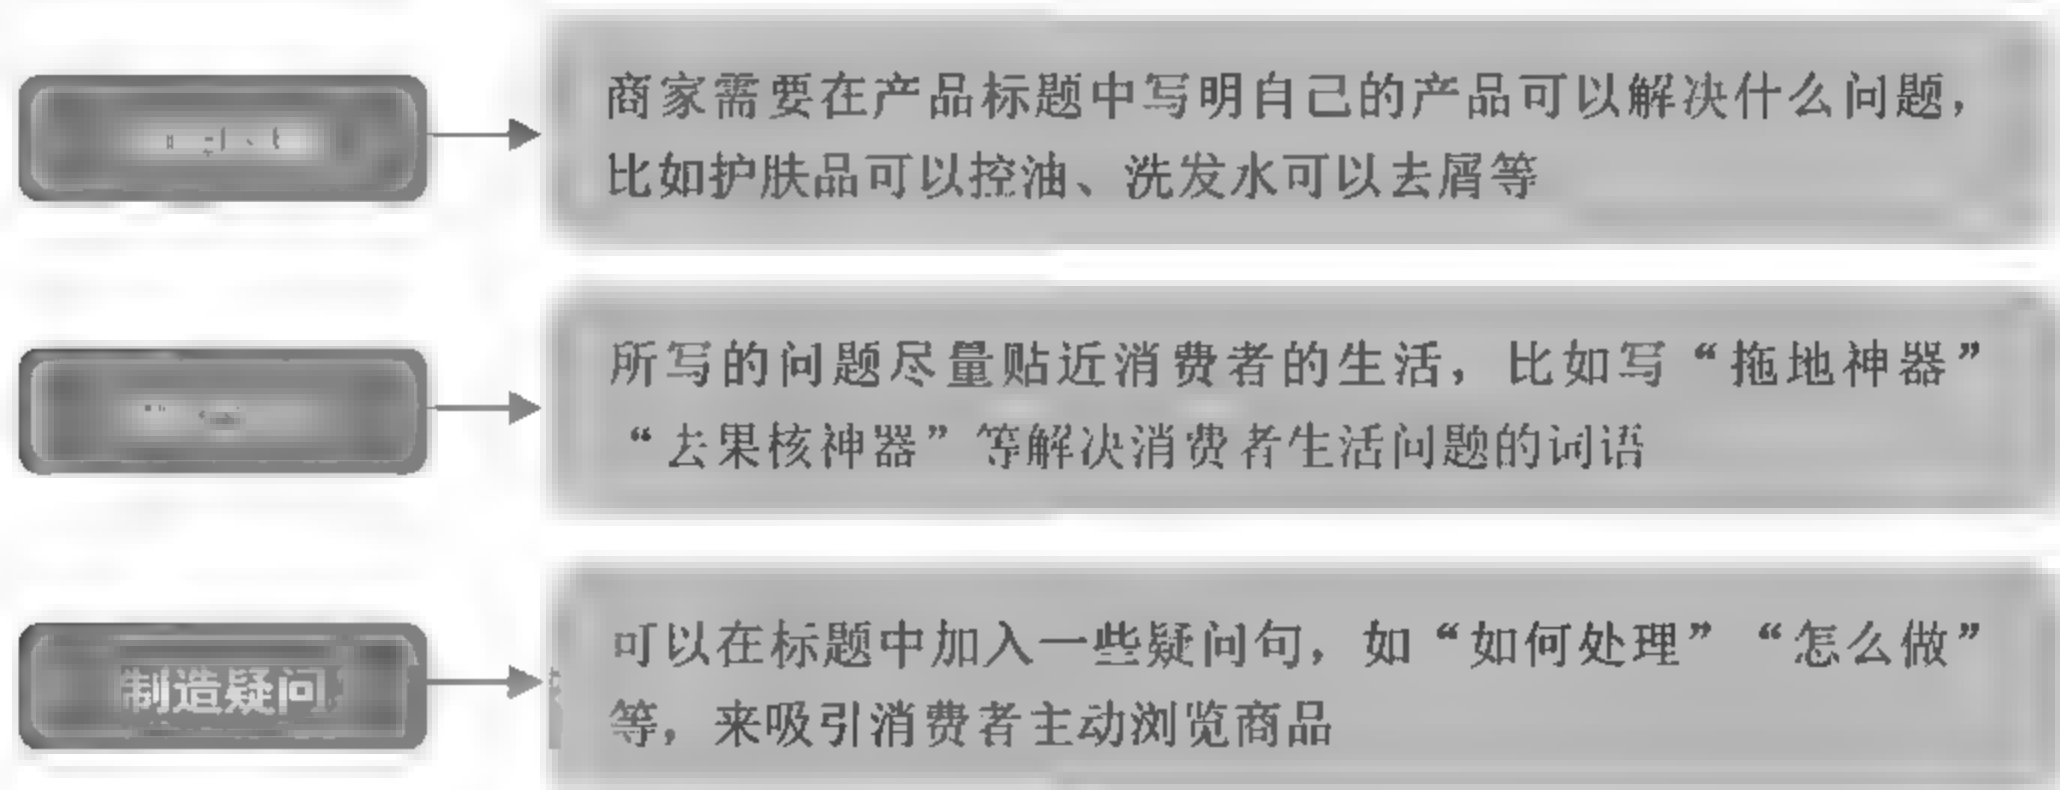 商家需要在产品标题中写明自己的产品可以解决什么问题，
比如护肤品可以控油、洗发水可以去屑等
所写的问题尽量贴近消费者的生活，比如写“拖地神器”
“去果核神器”等解决消费者生活问题的词语
制造疑问
可以在标题中加入一些疑问句，如“如何处理”“怎么做”
等，来吸引消费者主动浏览商品